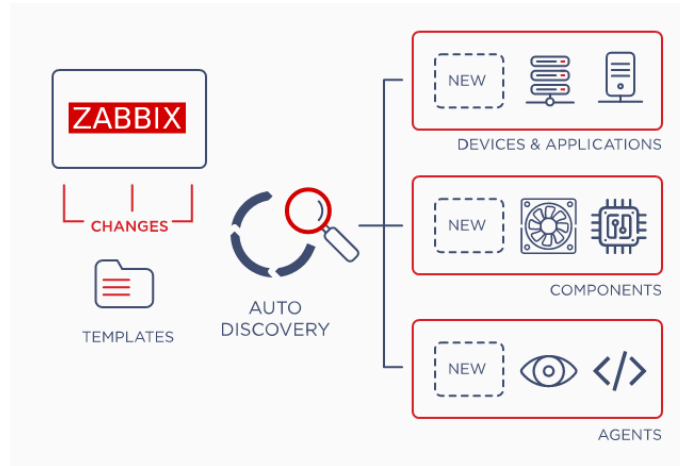 ZABBIX
CHANGES
TEMPLATES
AUTO
DISCOVERY
NEW
DEVICES & APPLICATIONS
NEW
COMPONENTS
NEW
AGENTS